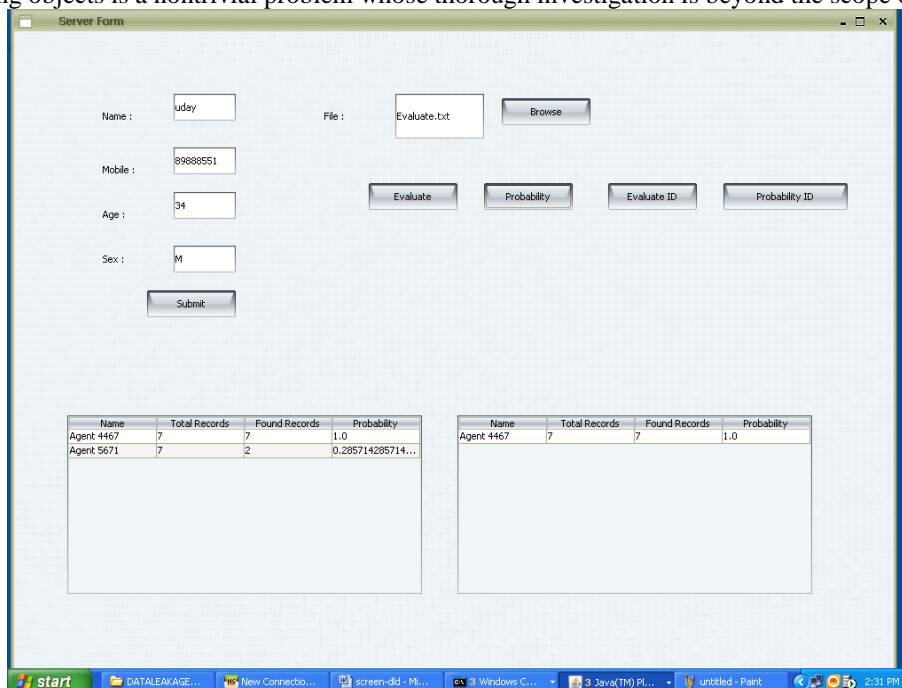 ng objects is a nontrivial problem whose thorough investigation is beyond the scope
Server Form
Name : uday File : Evaluate.txt Browse
Mobile : 89888551
Evaluate Probability Evaluate ID Probability ID
Age : 34
Sex : M
Submit
Name Total Records Found Records Probability
Agent 4467 7 7 1.0
Agent 5671 7 2 0.285714285714...
Name Total Records Found Records Probability
Agent 4467 7 7 1.0
start DATALEAKAGE... New Connectio... screen-dld - Mi... 3 Windows C... 3 Java(TM) Pl... untitled - Paint 2:31 PM